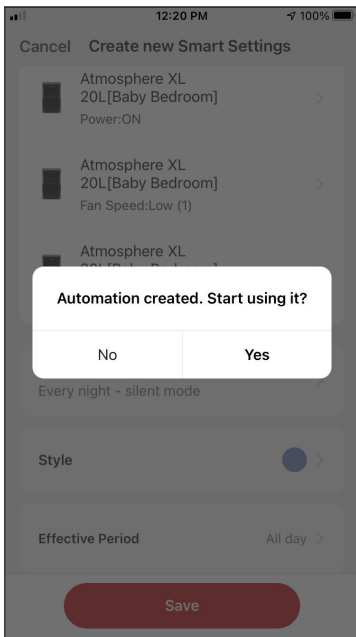 12:20 PM
100%
Cancel Create new Smart Settings
Atmosphere XL
20L[Baby Bedroom]
Power:ON
Atmosphere XL
20L[Baby Bedroom]
Fan Speed:Low (1)
Atmosphere XL
Automation created. Start using it?
No Yes
Every night - silent mode
Style
Effective Period All day
Save